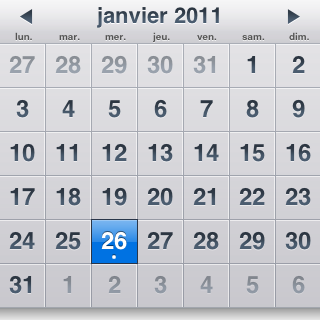 janvier 2011
lun. mar. mer. jeu. ven. sam. dim.
27 28 29 30 31 1 2
3 4 5 6 7 8 9
10 11 12 13 14 15 16
17 18 19 20 21 22 23
24 25 26 27 28 29 30
31 1 2 3 4 5 6